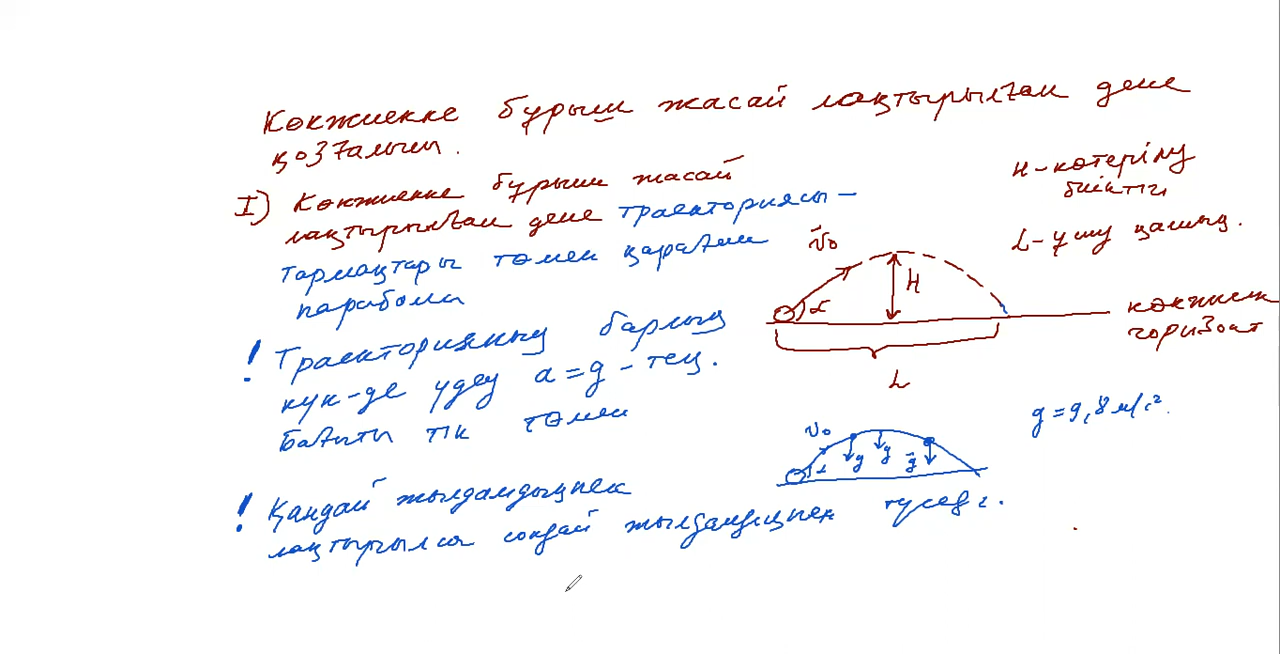 Көкжиекке бұрыш жасай лақтырылған дене
қозғалысы.
I) Көкжиекке бұрыш жасай
лақтырылған дене траекториясы –
тармақтары төмен қараған
парабола
H – көтерілу
биіктігі
L – ұшу қашық.
v⃗₀
H
α
көкжиек
горизонт
L
! Траекторияның барлық
нүк-де үдеу a = g – тең.
Бағыты тік төмен
g = 9,8 м/с².
v₀
α g g g⃗
! Қандай жылдамдықпен
лақтырылса сондай жылдамдықпен түседі.